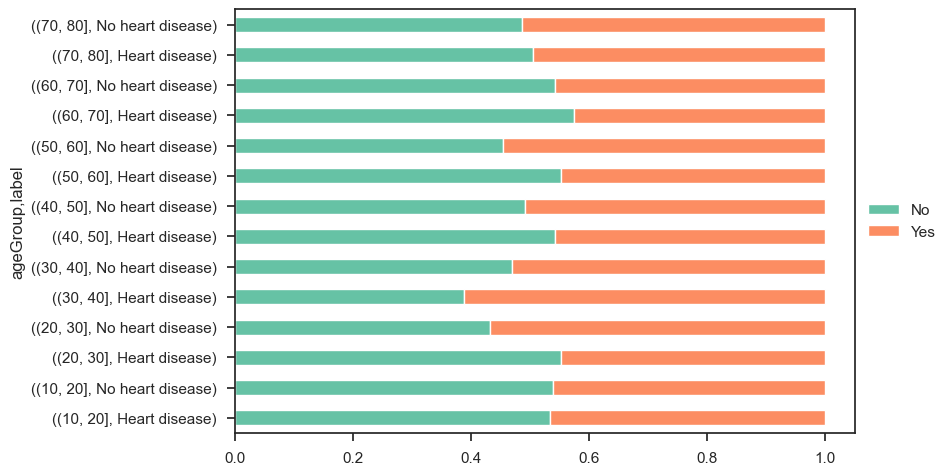 ((70, 80], No heart disease)
((70, 80], Heart disease)
((60, 70], No heart disease)
((60, 70], Heart disease)
((50, 60], No heart disease)
((50, 60], Heart disease)
((40, 50], No heart disease)
((40, 50], Heart disease)
((30, 40], No heart disease)
((30, 40], Heart disease)
((20, 30], No heart disease)
((20, 30], Heart disease)
((10, 20], No heart disease)
((10, 20], Heart disease)
ageGroup,label
0.0 0.2 0.4 0.6 0.8 1.0
No
Yes